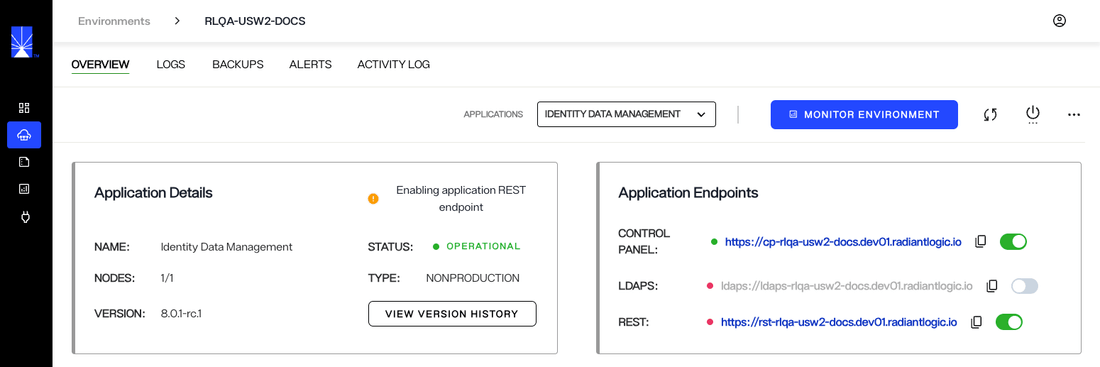 Environments > RLQA-USW2-DOCS
OVERVIEW LOGS BACKUPS ALERTS ACTIVITY LOG
APPLICATIONS IDENTITY DATA MANAGEMENT MONITOR ENVIRONMENT
Application Details
Enabling application REST
endpoint
NAME: Identity Data Management
STATUS: OPERATIONAL
NODES: 1/1
TYPE: NONPRODUCTION
VERSION: 8.0.1-rc.1
VIEW VERSION HISTORY
Application Endpoints
CONTROL
PANEL: https://cp-rlqa-usw2-docs.dev01.radiantlogic.io
LDAPS: ldaps://ldaps-rlqa-usw2-docs.dev01.radiantlogic.io
REST: https://rst-rlqa-usw2-docs.dev01.radiantlogic.io